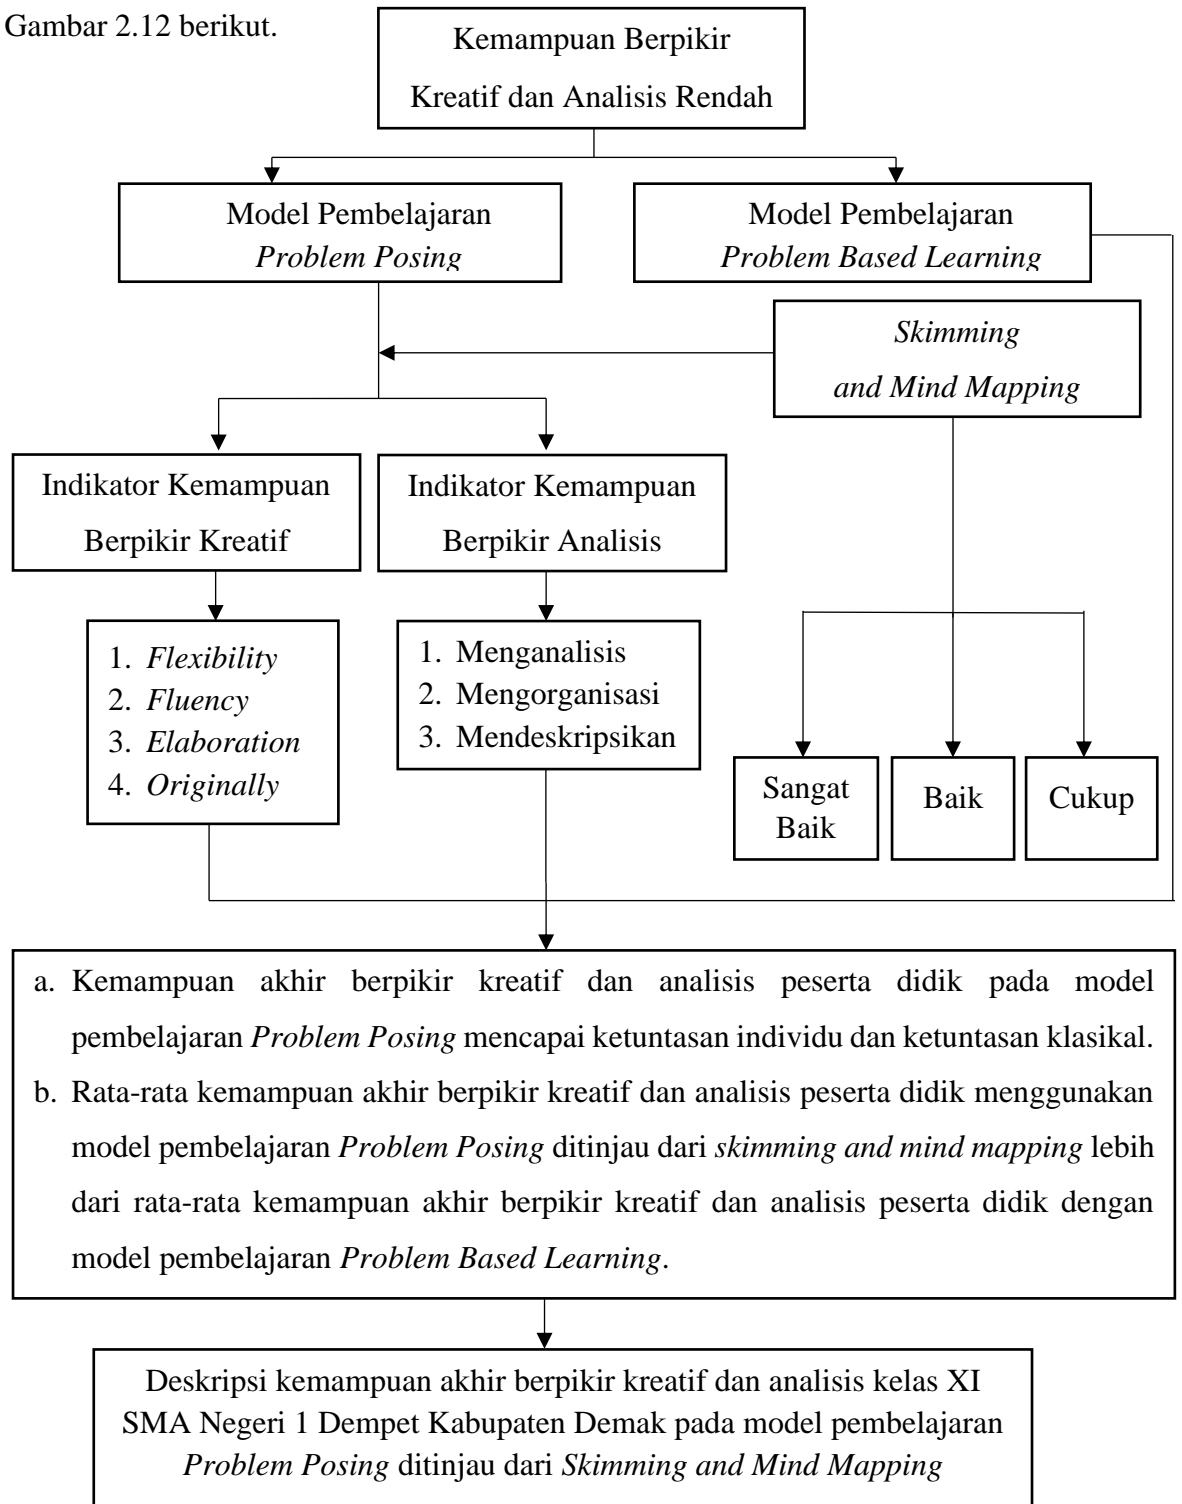 Gambar 2.12 berikut.
Kemampuan Berpikir
Kreatif dan Analisis Rendah
Model Pembelajaran
Problem Posing
Model Pembelajaran
Problem Based Learning
Skimming
and Mind Mapping
Indikator Kemampuan
Berpikir Kreatif
Indikator Kemampuan
Berpikir Analisis
1. Flexibility
2. Fluency
3. Elaboration
4. Originally
1. Menganalisis
2. Mengorganisasi
3. Mendeskripsikan
Sangat
Baik
Baik
Cukup
a. Kemampuan akhir berpikir kreatif dan analisis peserta didik pada model
pembelajaran Problem Posing mencapai ketuntasan individu dan ketuntasan klasikal.
b. Rata-rata kemampuan akhir berpikir kreatif dan analisis peserta didik menggunakan
model pembelajaran Problem Posing ditinjau dari skimming and mind mapping lebih
dari rata-rata kemampuan akhir berpikir kreatif dan analisis peserta didik dengan
model pembelajaran Problem Based Learning.
Deskripsi kemampuan akhir berpikir kreatif dan analisis kelas XI
SMA Negeri 1 Dempet Kabupaten Demak pada model pembelajaran
Problem Posing ditinjau dari Skimming and Mind Mapping